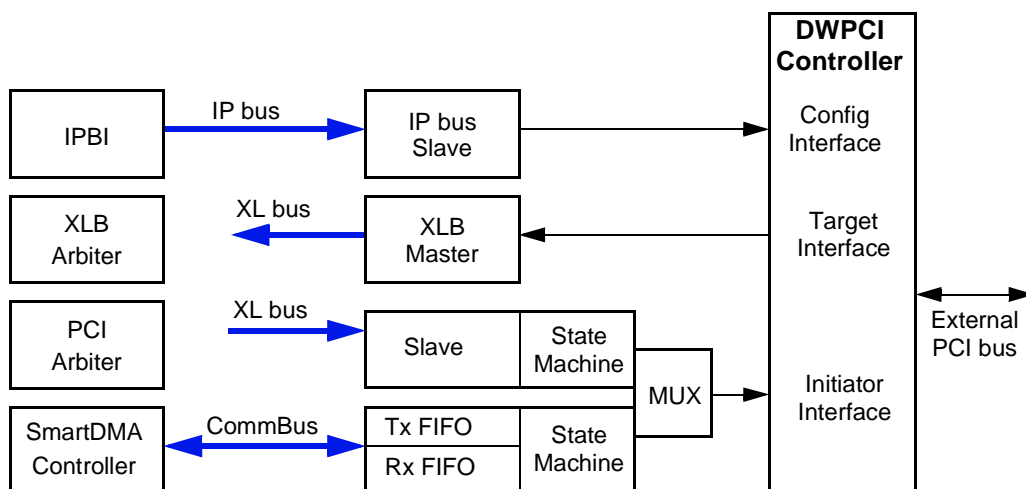 DWPCI
Controller
IPBI
IP bus
IP bus
Slave
Config
Interface
XLB
Arbiter
XL bus
XLB
Master
Target
Interface
PCI
Arbiter
XL bus
Slave
State
Machine
MUX
External
PCI bus
Initiator
Interface
SmartDMA
Controller
CommBus
Tx FIFO
Rx FIFO
State
Machine